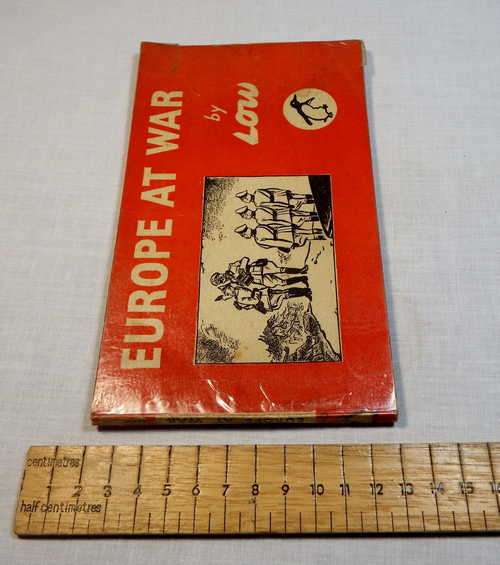 EUROPE AT WAR
by
LOW
centimetres
1 2 3 4 5 6 7 8 9 10 11 12 13 14 15 16
half centimetres